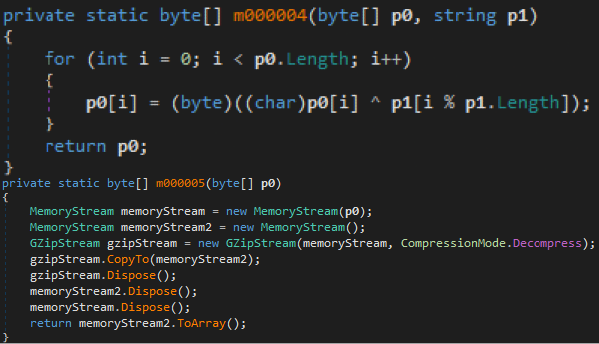 private static byte[] m000004(byte[] p0, string p1)
{
for (int i = 0; i < p0.Length; i++)
{
p0[i] = (byte)((char)p0[i] ^ p1[i % p1.Length]);
}
return p0;
}
private static byte[] m000005(byte[] p0)
{
MemoryStream memoryStream = new MemoryStream(p0);
MemoryStream memoryStream2 = new MemoryStream();
GZipStream gzipStream = new GZipStream(memoryStream, CompressionMode.Decompress);
gzipStream.CopyTo(memoryStream2);
gzipStream.Dispose();
memoryStream2.Dispose();
memoryStream.Dispose();
return memoryStream2.ToArray();
}